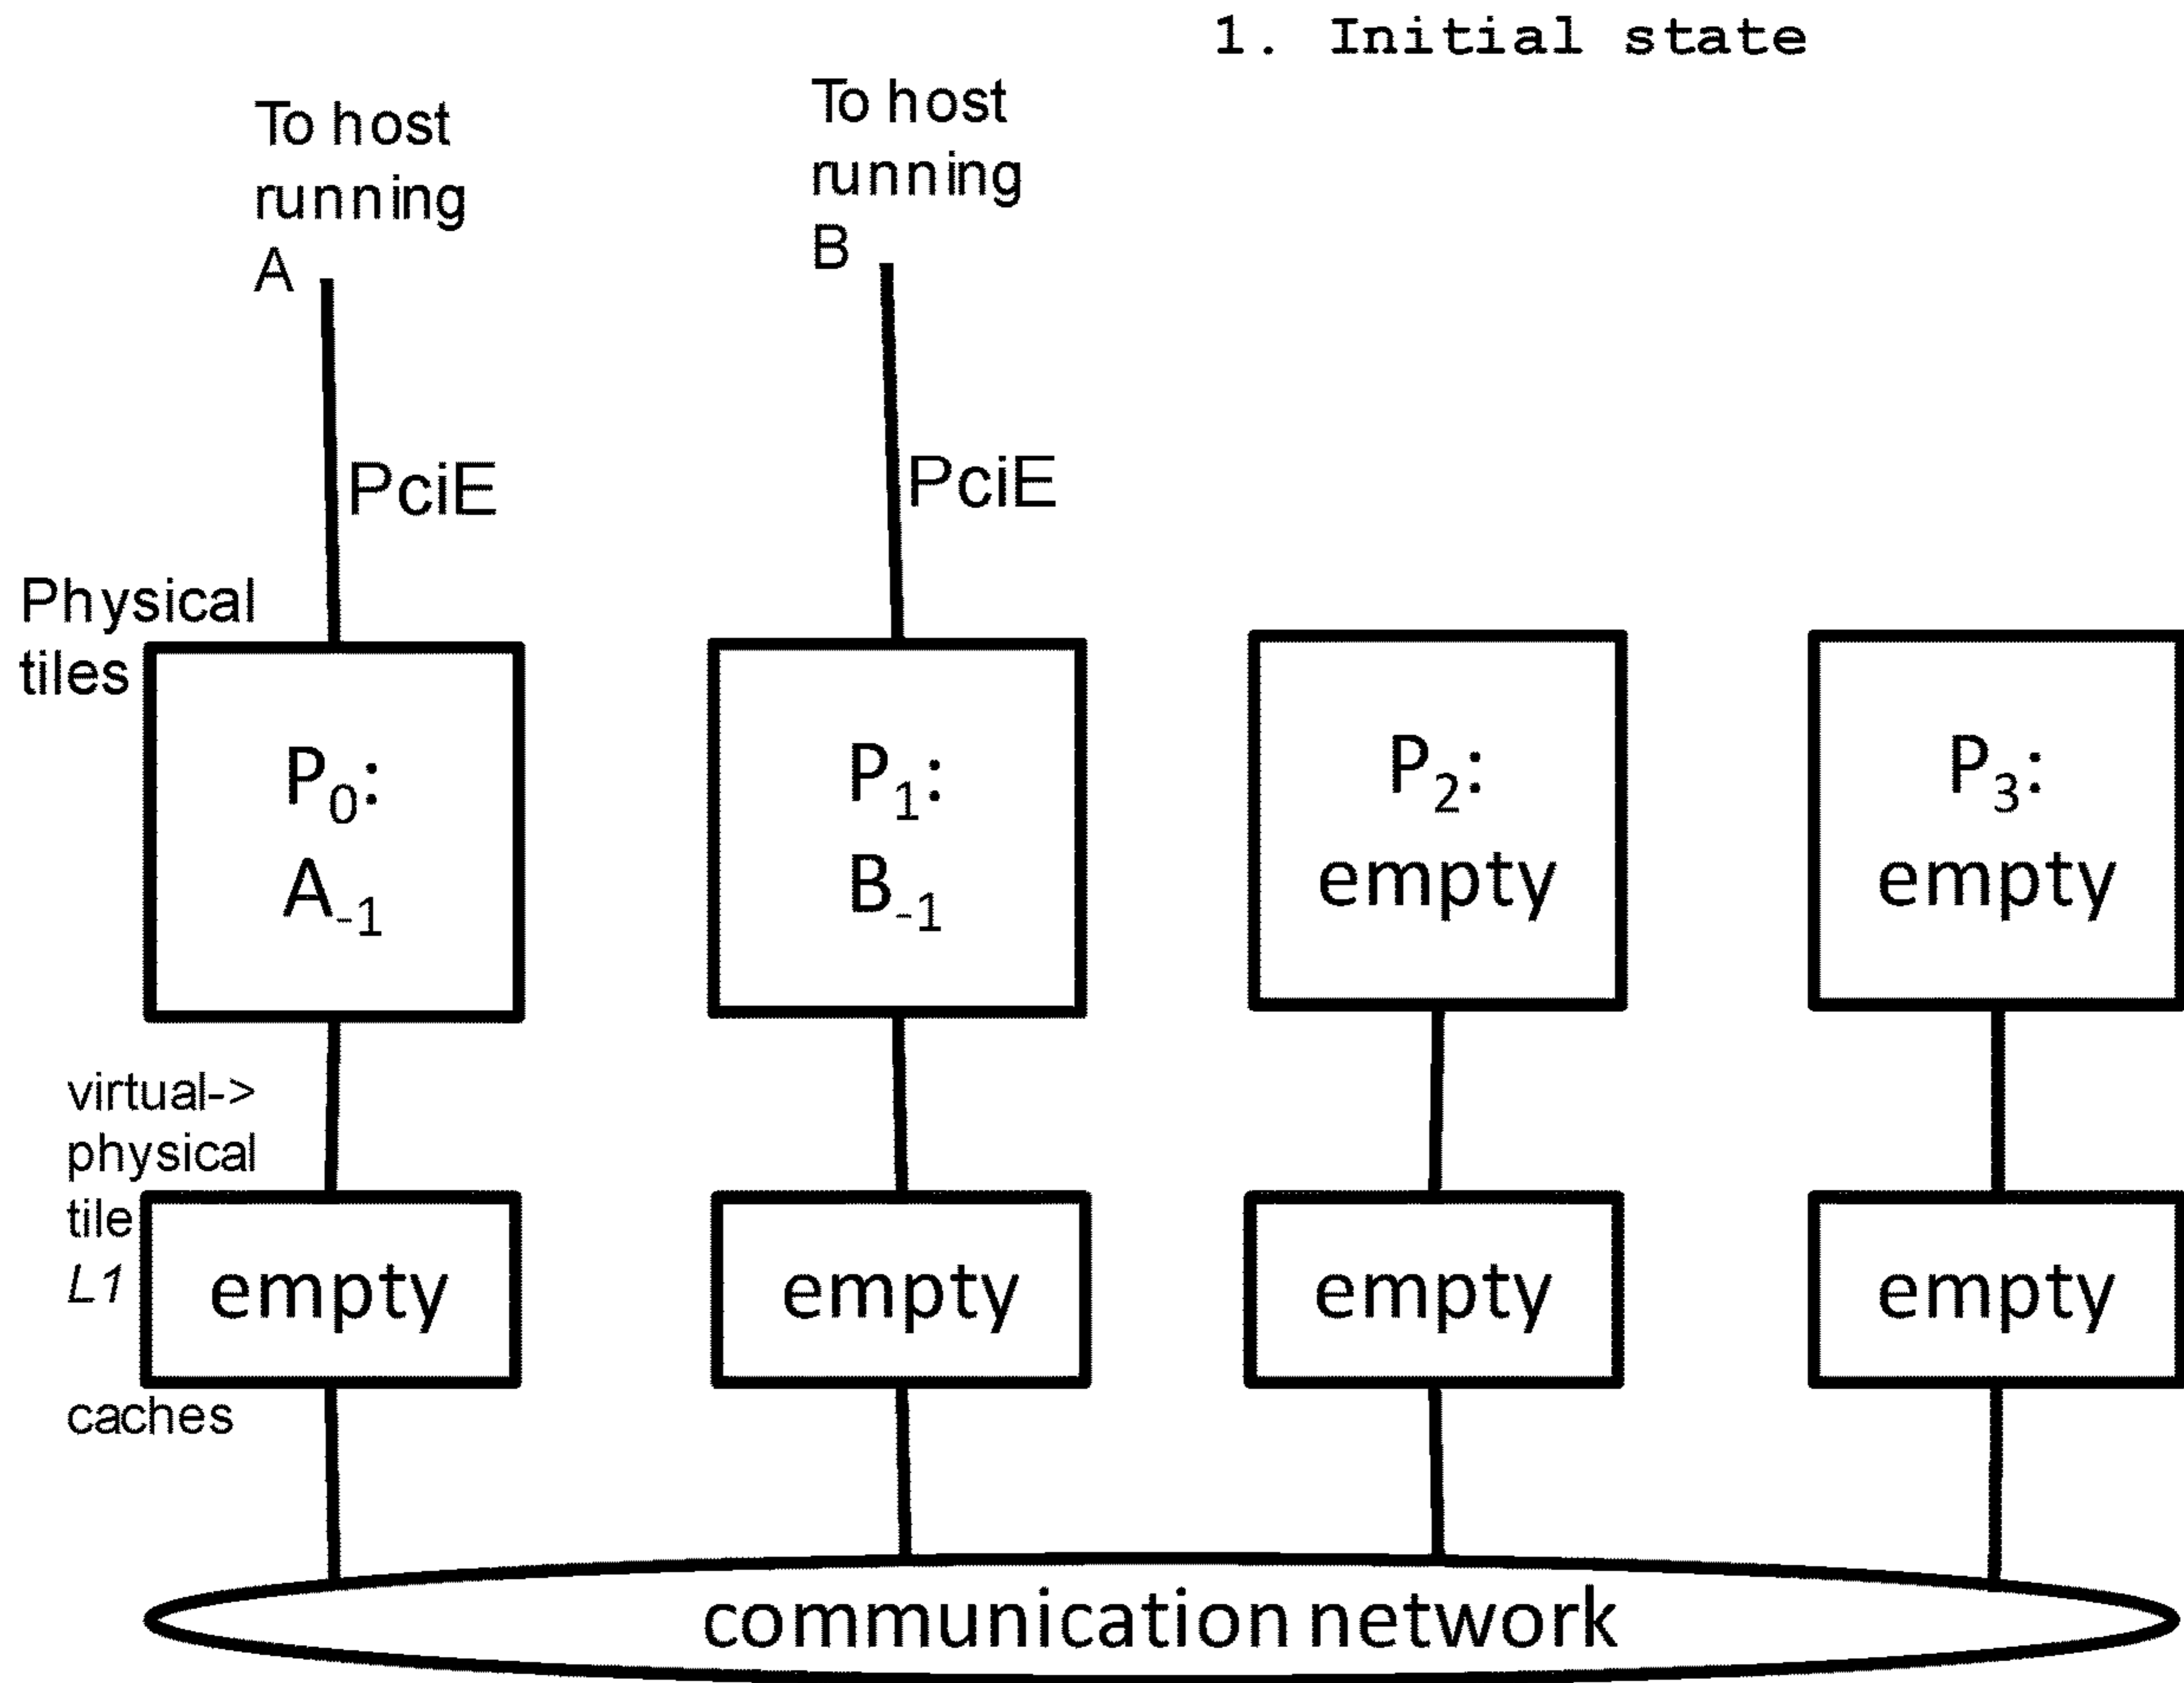 1. Initial state
To host
running
A
To host
running
B
PciE
PciE
Physical
tiles
P0:
A-1
P1:
B-1
P2:
empty
P3:
empty
virtual->
physical
tile
L1
caches
empty
empty
empty
empty
communication network